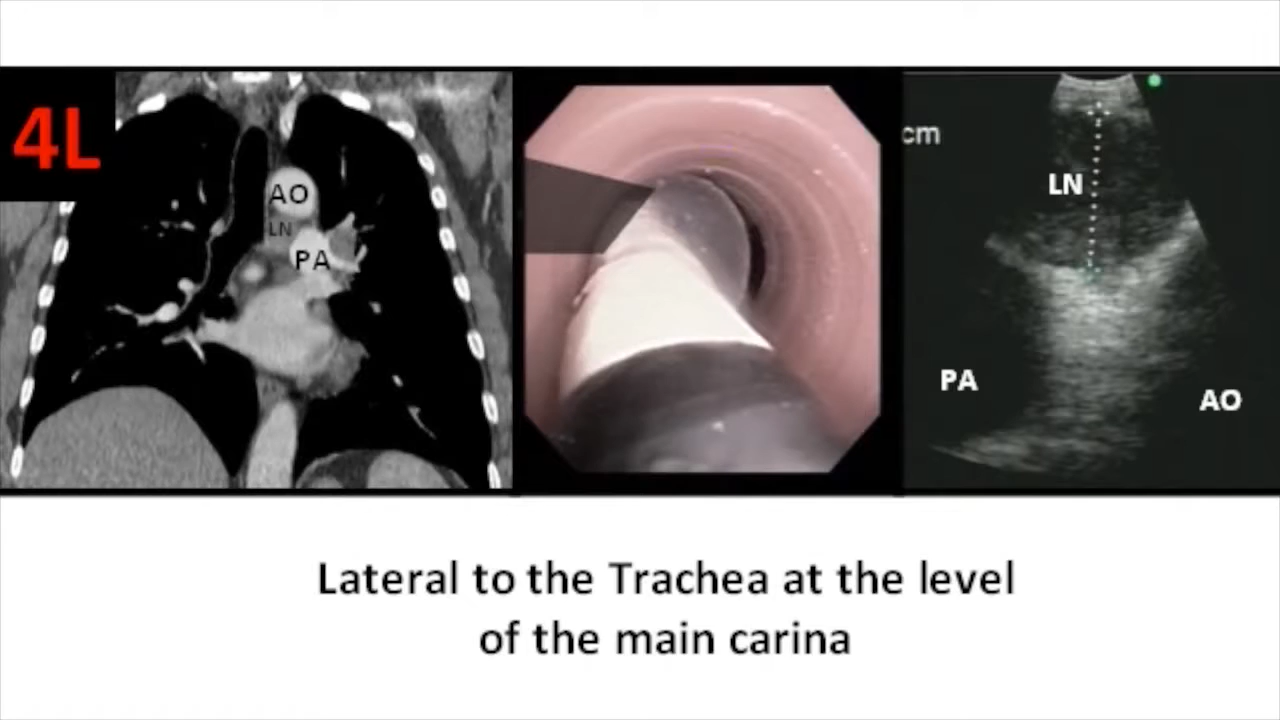 4L
AO
LN
PA
cm
LN
PA
AO
Lateral to the Trachea at the level
of the main carina